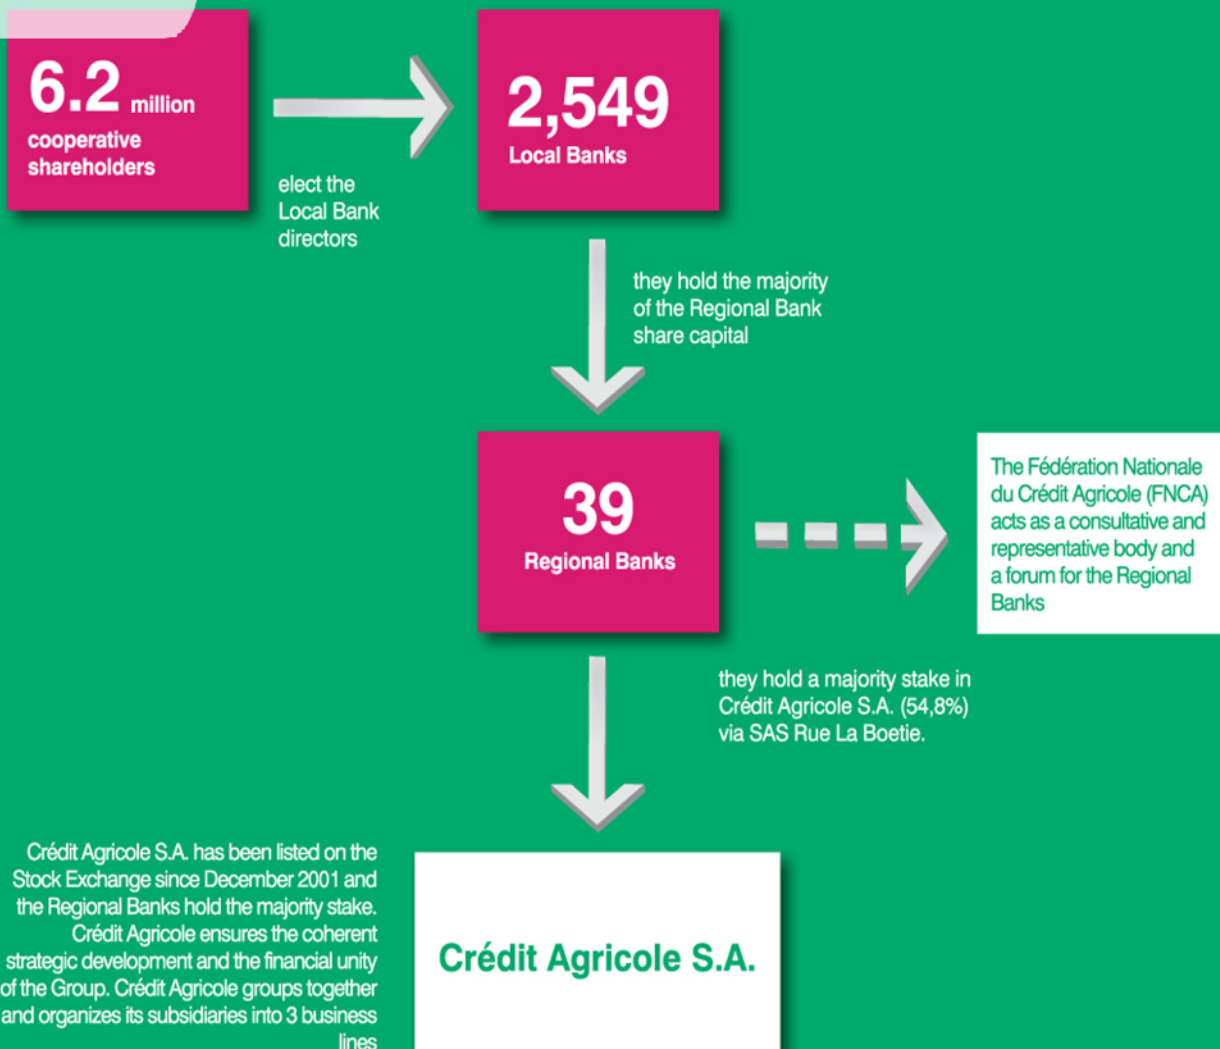 6.2 million
cooperative
shareholders
elect the
Local Bank
directors
2,549
Local Banks
they hold the majority
of the Regional Bank
share capital
39
Regional Banks
The Fédération Nationale
du Crédit Agricole (FNCA)
acts as a consultative and
representative body and
a forum for the Regional
Banks
they hold a majority stake in
Crédit Agricole S.A. (54,8%)
via SAS Rue La Boetie.
Crédit Agricole S.A. has been listed on the
Stock Exchange since December 2001 and
the Regional Banks hold the majority stake.
Crédit Agricole ensures the coherent
strategic development and the financial unity
of the Group. Crédit Agricole groups together
and organizes its subsidiaries into 3 business
lines
Crédit Agricole S.A.